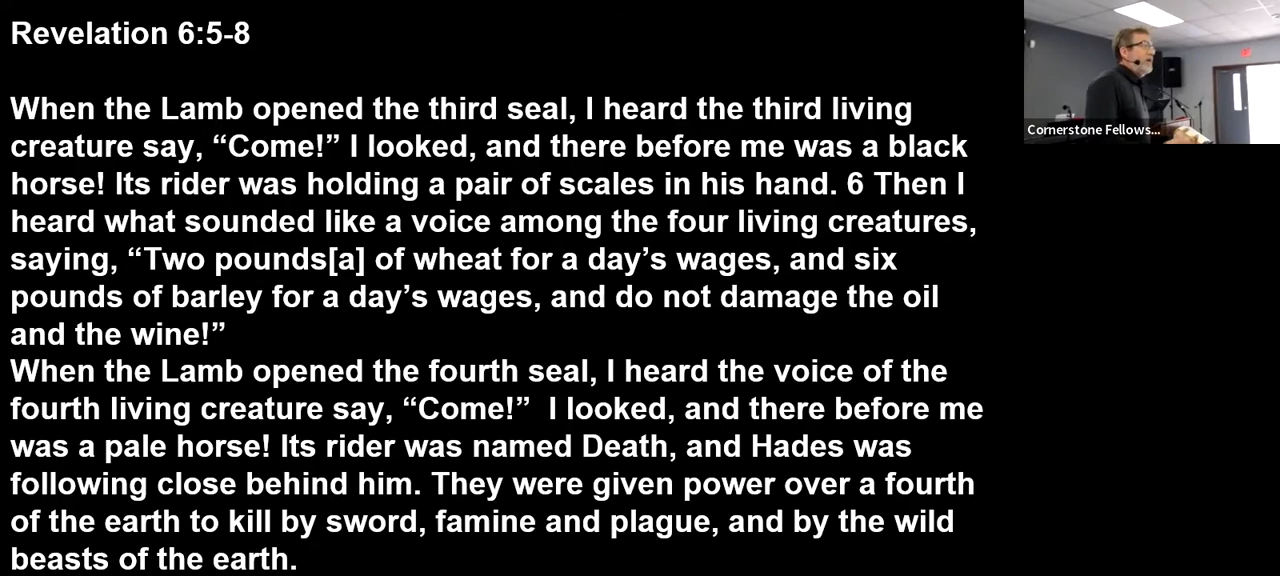 Revelation 6:5-8
When the Lamb opened the third seal, I heard the third living
creature say, “Come!” I looked, and there before me was a black
horse! Its rider was holding a pair of scales in his hand. 6 Then I
heard what sounded like a voice among the four living creatures,
saying, “Two pounds[a] of wheat for a day’s wages, and six
pounds of barley for a day’s wages, and do not damage the oil
and the wine!”
When the Lamb opened the fourth seal, I heard the voice of the
fourth living creature say, “Come!”  I looked, and there before me
was a pale horse! Its rider was named Death, and Hades was
following close behind him. They were given power over a fourth
of the earth to kill by sword, famine and plague, and by the wild
beasts of the earth.
Cornerstone Fellows...